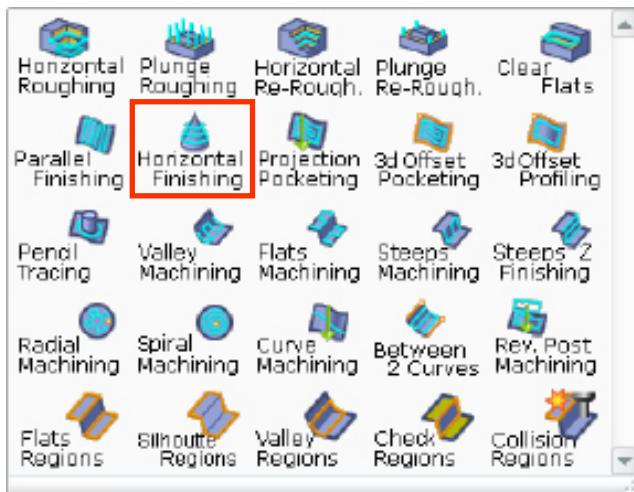 Horizontal Roughing
Plunge Roughing
Horizontal Re-Rough.
Plunge Re-Rough.
Clear Flats
Parallel Finishing
Horizontal Finishing
Projection Pocketing
3d Offset Pocketing
3d Offset Profiling
Pencil Tracing
Valley Machining
Flats Machining
Steeps Machining
Steeps Z Finishing
Radial Machining
Spiral Machining
Curve Machining
Between 2 Curves
Rev. Post Machining
Flats Regions
Silhoutte Regions
Valley Regions
Check Regions
Collision Regions